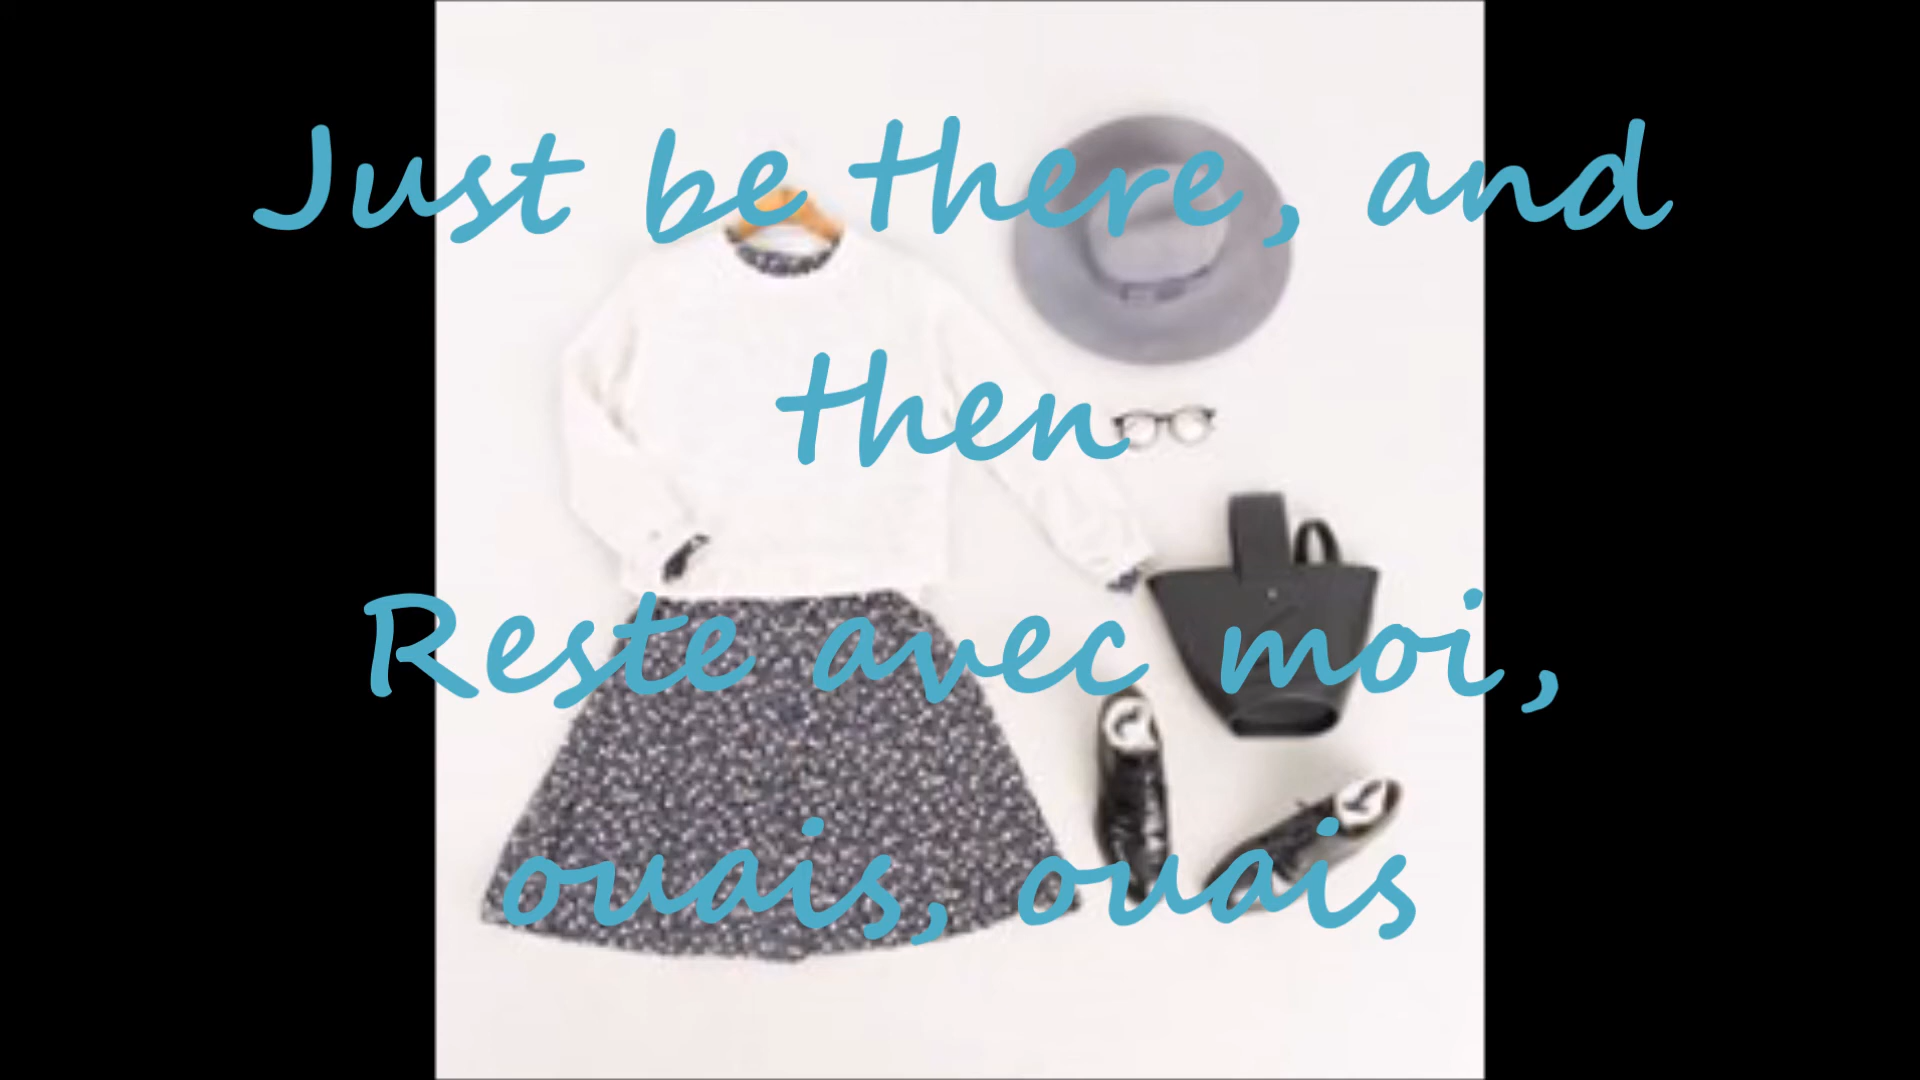 Just be there, and
then
Reste avec moi,
ouais, ouais